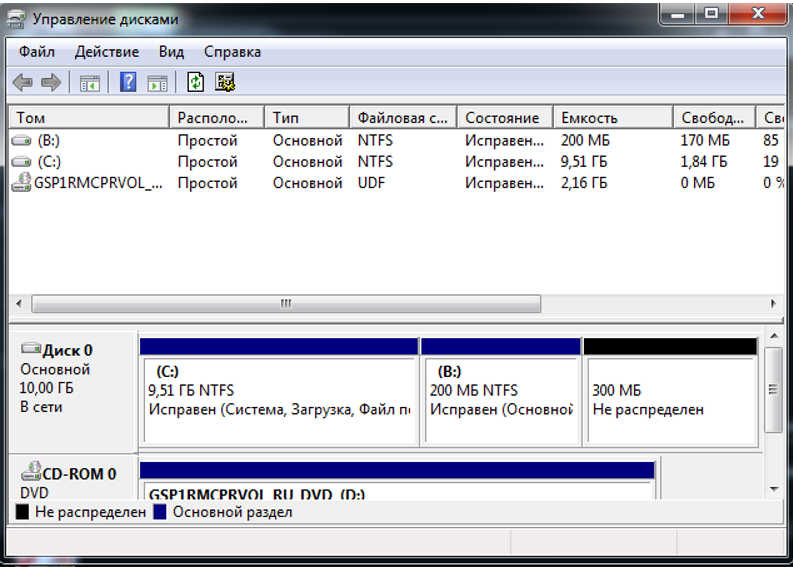 Управление дисками
Файл Действие Вид Справка
Том Располо... Тип Файловая с... Состояние Емкость Свобод... Св
(B:) Простой Основной NTFS Исправен... 200 МБ 170 МБ 85
(C:) Простой Основной NTFS Исправен... 9,51 ГБ 1,84 ГБ 19
GSP1RMCPRVOL_... Простой Основной UDF Исправен... 2,16 ГБ 0 МБ 0 %
Диск 0
Основной
10,00 ГБ
В сети
(C:)
9,51 ГБ NTFS
Исправен (Система, Загрузка, Файл п
(B:)
200 МБ NTFS
Исправен (Основной
300 МБ
Не распределен
CD-ROM 0
DVD
GSP1RMCPRVOL_RU_DVD (D:)
Не распределен Основной раздел